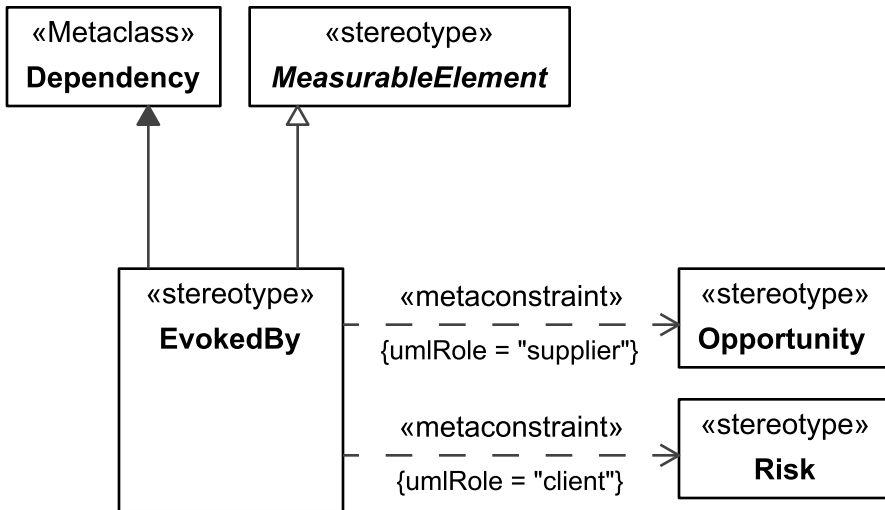 «Metaclass»
Dependency
«stereotype»
MeasurableElement
«stereotype»
EvokedBy
«metaconstraint»
{umlRole = "supplier"}
«stereotype»
Opportunity
«metaconstraint»
{umlRole = "client"}
«stereotype»
Risk